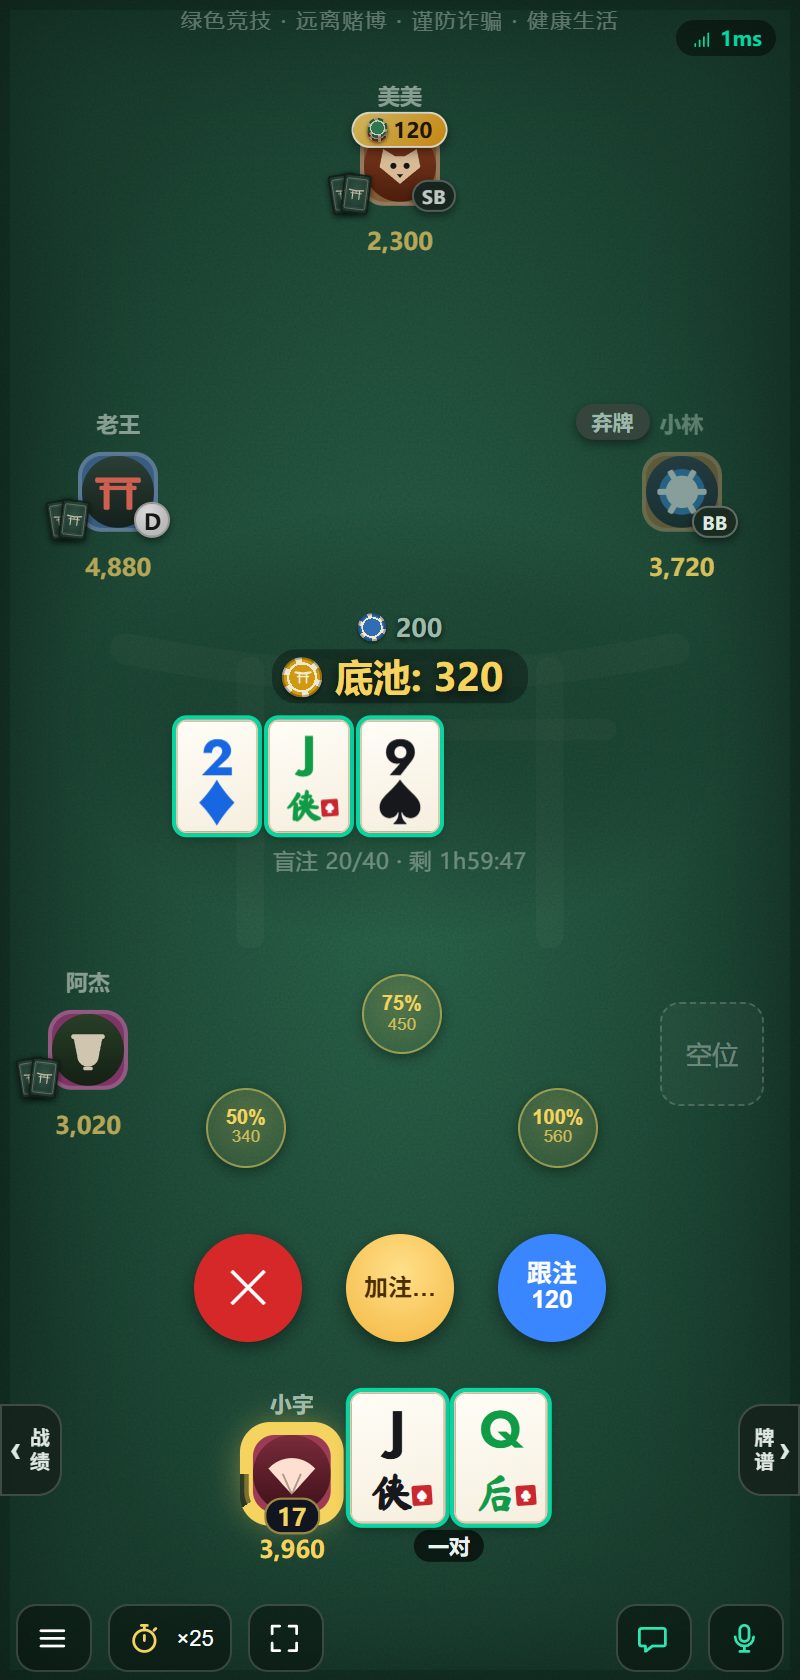 绿色竞技 · 远离赌博 · 谨防诈骗 · 健康生活
1ms
美美
120
SB
2,300
老王
D
4,880
弃牌 小林
BB
3,720
200
底池: 320
2
J
侠
9
盲注 20/40 · 剩 1h59:47
阿杰
3,020
75%
450
空位
50%
340
100%
560
加注...
跟注
120
战绩
牌谱
小宇
17
3,960
J
侠
Q
后
一对
×25